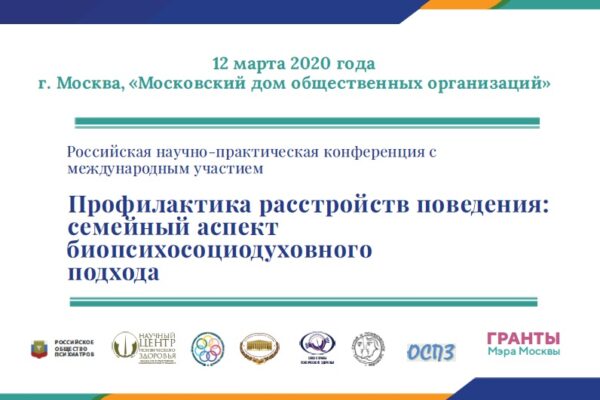 12 марта 2020 года
г. Москва, «Московский дом общественных организаций»
Российская научно-практическая конференция с
международным участием
Профилактика расстройств поведения:
семейный аспект
биопсихосоциодуховного
подхода
РОССИЙСКОЕ
ОБЩЕСТВО
ПСИХИАТРОВ
НАУЧНЫЙ
ЦЕНТР
ПСИХИЧЕСКОГО
ЗДОРОВЬЯ
ОСПЗ
ГРАНТЫ
Мэра Москвы